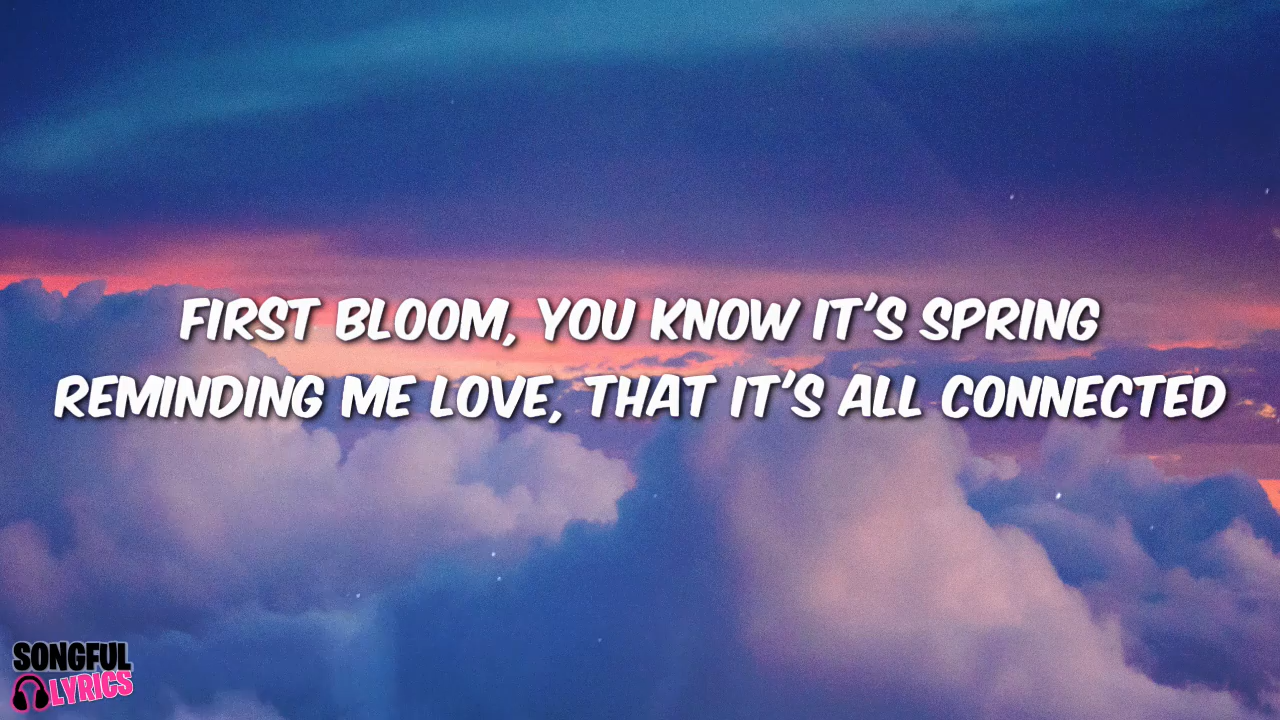 FIRST BLOOM, YOU KNOW IT'S SPRING
REMINDING ME LOVE, THAT IT'S ALL CONNECTED
SONGFUL
LYRICS